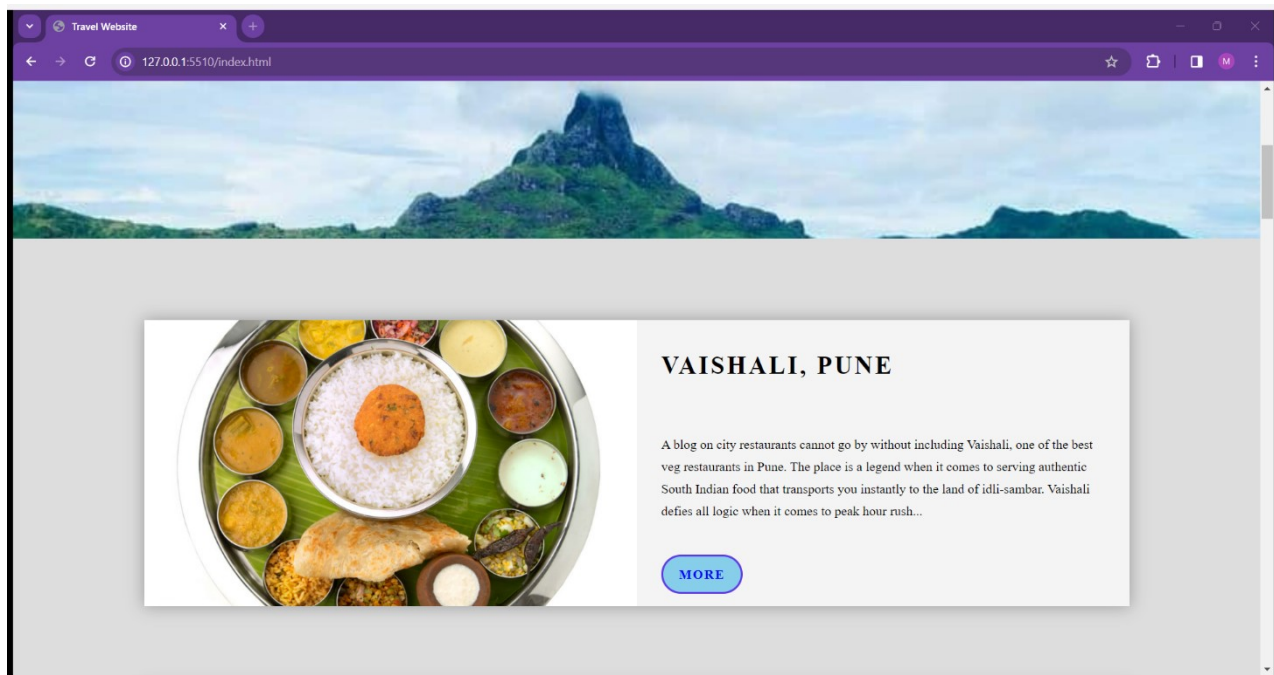 Travel Website
127.0.0.1:5510/index.html
M
VAISHALI, PUNE
A blog on city restaurants cannot go by without including Vaishali, one of the best
veg restaurants in Pune. The place is a legend when it comes to serving authentic
South Indian food that transports you instantly to the land of idli-sambar. Vaishali
defies all logic when it comes to peak hour rush...
MORE